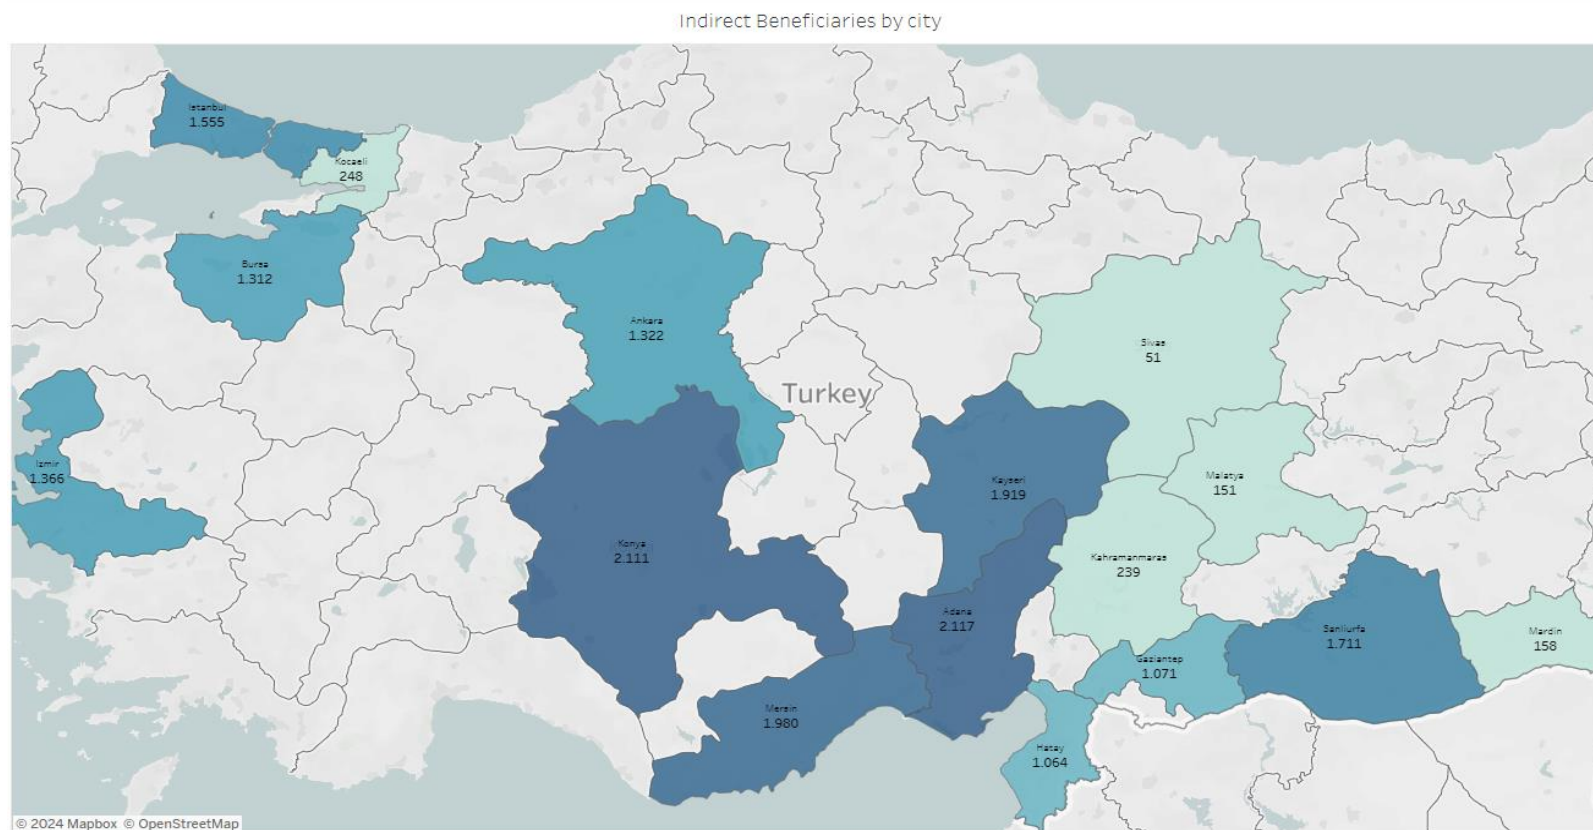 Indirect Beneficiaries by city
Istanbul
1.555
Kocaeli
248
Bursa
1.312
Ankara
1.322
Sivas
51
Turkey
Izmir
1.366
Kayseri
1.919
Malatya
151
Konya
2.111
Kahramanmaras
239
Adana
2.117
Sanliurfa
1.711
Mardin
158
Gaziantep
1.071
Mersin
1.980
Hatay
1.064
© 2024 Mapbox © OpenStreetMap